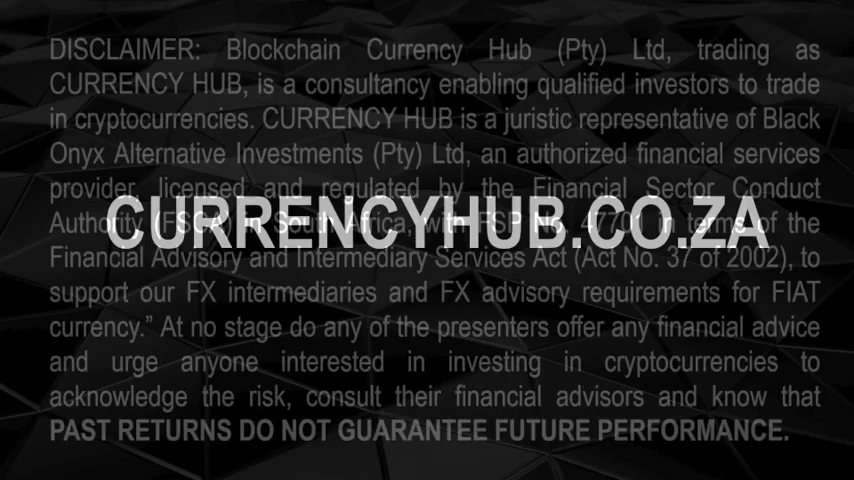 DISCLAIMER: Blockchain Currency Hub (Pty) Ltd, trading as
CURRENCY HUB, is a consultancy enabling qualified investors to trade
in cryptocurrencies. CURRENCY HUB is a juristic representative of Black
Onyx Alternative Investments (Pty) Ltd, an authorized financial services
provider, licensed and regulated by the Financial Sector Conduct
CURRENCYHUB.CO.ZA
in terms of the
Financial Advisory and Intermediary Services Act (Act No. 37 of 2002), to
support our FX intermediaries and FX advisory requirements for FIAT
currency.” At no stage do any of the presenters offer any financial advice
and urge anyone interested in investing in cryptocurrencies to
acknowledge the risk, consult their financial advisors and know that
PAST RETURNS DO NOT GUARANTEE FUTURE PERFORMANCE.